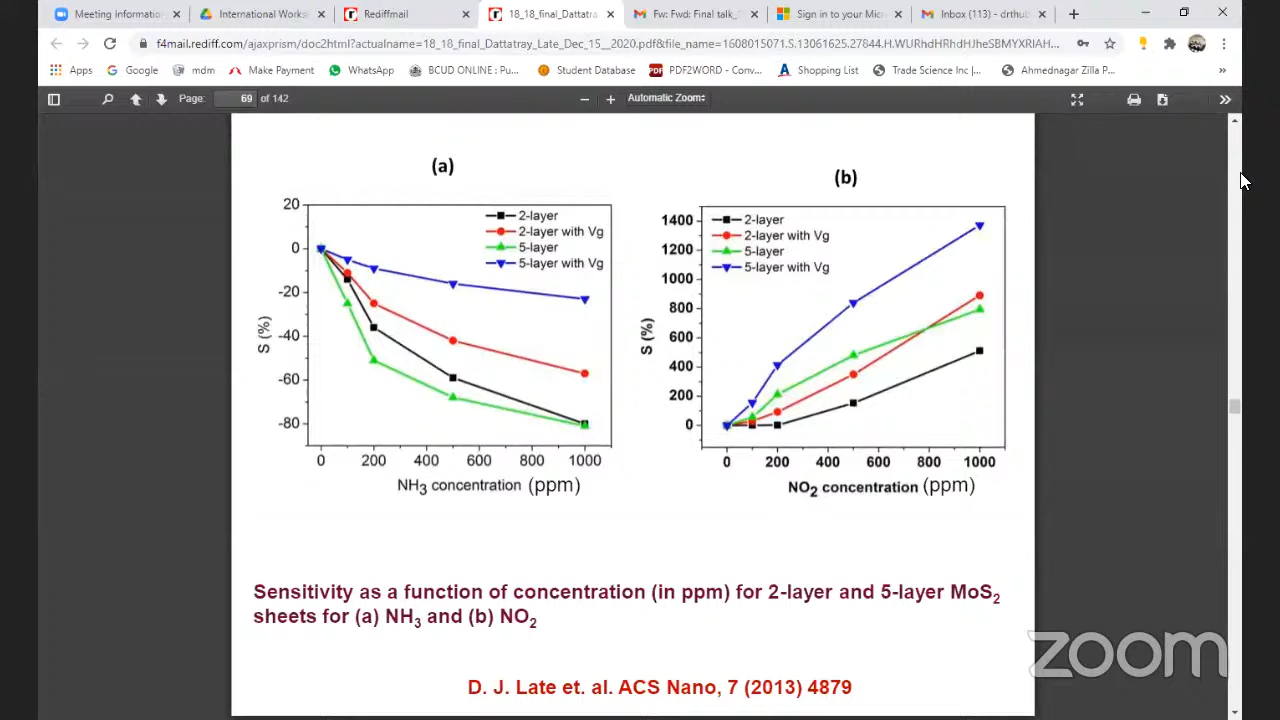 Meeting information
International Works
Rediffmail
18_18_final_Dattatr
Fw: Fwd: Final talk_
Sign in to your Micr
Inbox (113) - drthub
f4mail.rediff.com/ajaxprism/doc2html?actualname=18_18_final_Dattatray_Late_Dec_15__2020.pdf&file_name=1608015071.S.13061625.27844.H.WURhdHRhdHJheSBMYXRlIAH...
Apps
Google
mdm
Make Payment
WhatsApp
BCUD ONLINE : Pu...
Student Database
PDF2WORD - Conv...
Shopping List
Trade Science Inc |...
Ahmednagar Zilla P...
Page: 69 of 142
Automatic Zoom
(a)
20
0
-20
-40
-60
-80
S (%)
2-layer
2-layer with Vg
5-layer
5-layer with Vg
0 200 400 600 800 1000
NH3 concentration (ppm)
(b)
1400
1200
1000
800
600
400
200
0
S (%)
2-layer
2-layer with Vg
5-layer
5-layer with Vg
0 200 400 600 800 1000
NO2 concentration (ppm)
Sensitivity as a function of concentration (in ppm) for 2-layer and 5-layer MoS2
sheets for (a) NH3 and (b) NO2
D. J. Late et. al. ACS Nano, 7 (2013) 4879
zoom